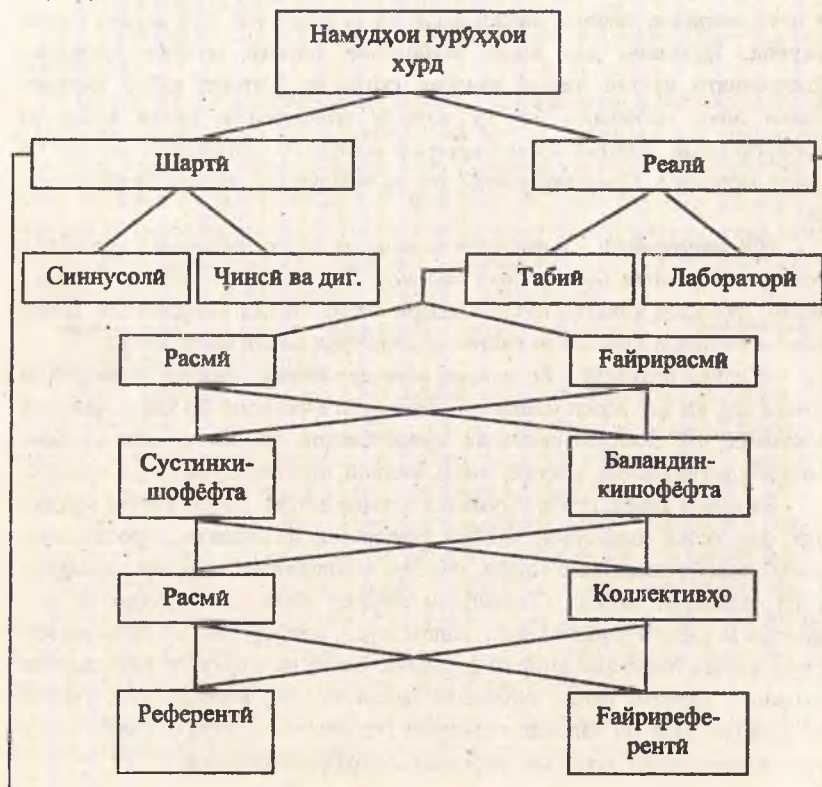 Намудҳои гурӯҳҳои
хурд
Шартӣ
Реалӣ
Синнусолӣ
Ҷинсӣ ва диг.
Табиӣ
Лабораторӣ
Расмӣ
Ғайрирасмӣ
Сустинки-
шофёфта
Баландин-
кишофёфта
Расмӣ
Коллективҳо
Референтӣ
Ғайрирефе-
рентӣ